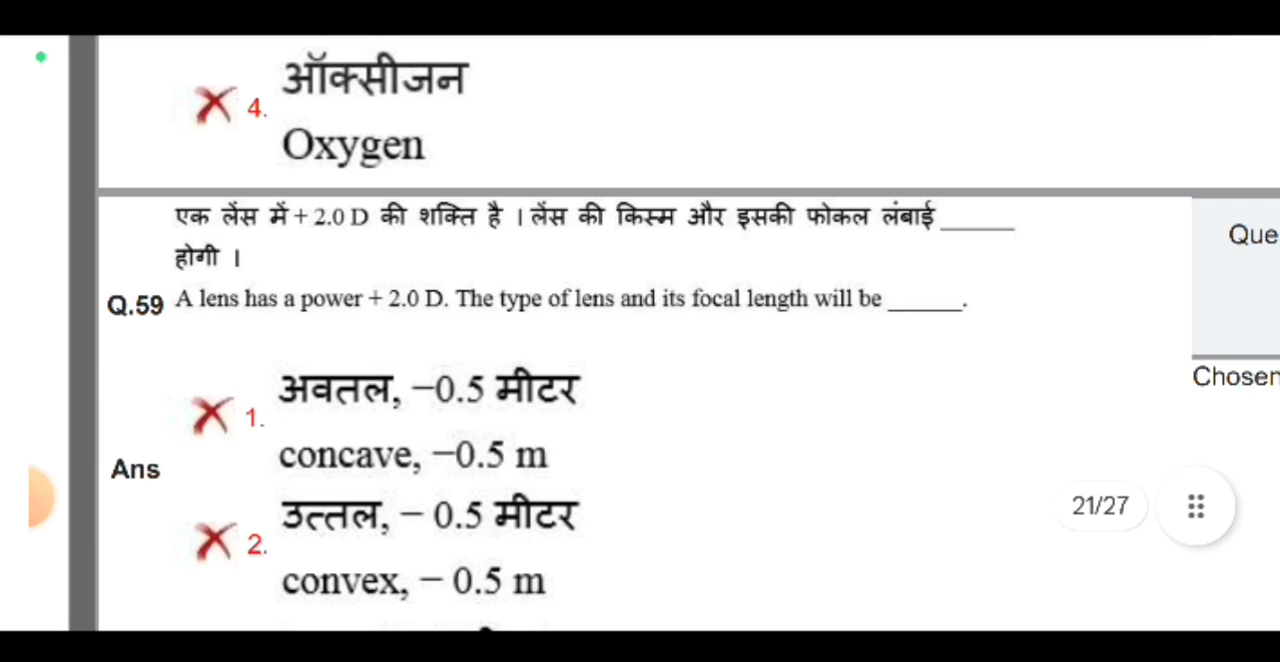 ऑक्सीजन
4.
Oxygen
एक लेंस में + 2.0 D की शक्ति है । लेंस की किस्म और इसकी फोकल लंबाई ______
होगी ।
Q.59 A lens has a power + 2.0 D. The type of lens and its focal length will be ______.
Que
Chosen
अवतल, −0.5 मीटर
1.
concave, −0.5 m
Ans
उत्तल, − 0.5 मीटर
2.
convex, − 0.5 m
21/27